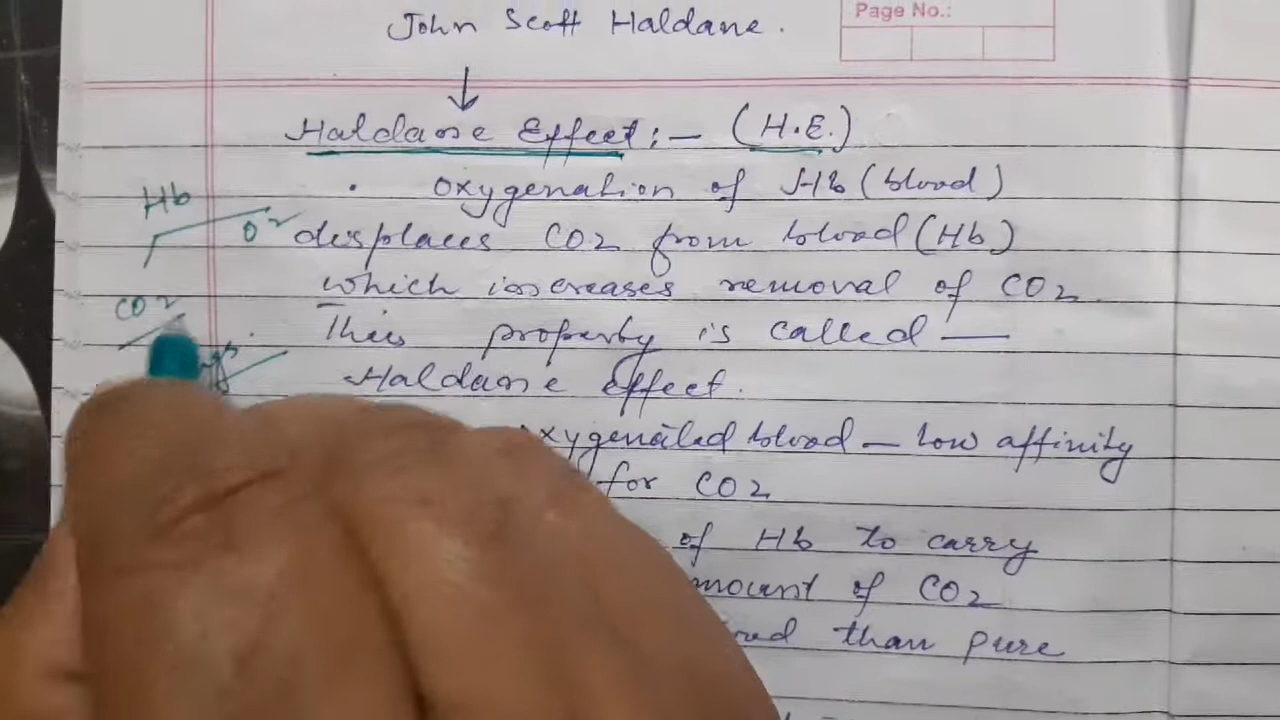 Page No.:
John Scott Haldane.
Haldane Effect :- (H.E.)
• Oxygenation of Hb (blood)
Hb
O2
displaces CO2 from blood (Hb)
which increases removal of CO2
CO2
This property is called —
Haldane effect.
xygenated blood — low affinity
for CO2
of Hb to carry
mount of CO2
than pure